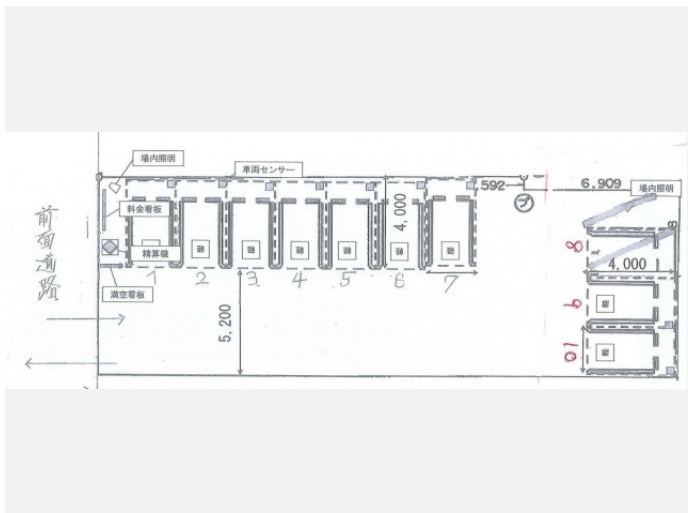 場内照明
車両センサー
592
6,909
場内照明
料金看板
4,000
前面道路
精算機
満空看板
1
2
3
4
5
6
7
5,200
8
4,000
9
10